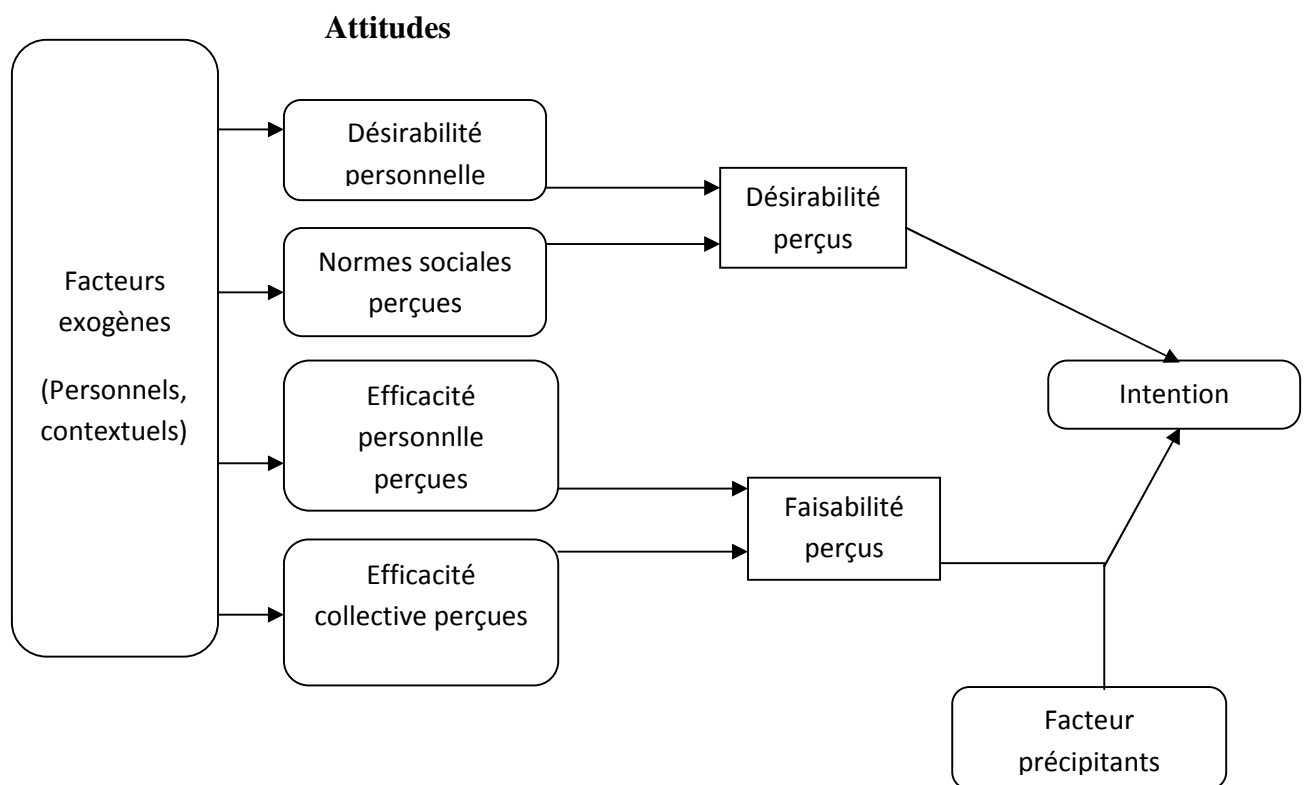 Attitudes
Facteurs
exogènes
(Personnels,
contextuels)
Désirabilité
personnelle
Normes sociales
perçues
Efficacité
personnlle
perçues
Efficacité
collective perçues
Désirabilité
perçus
Faisabilité
perçus
Intention
Facteur
précipitants